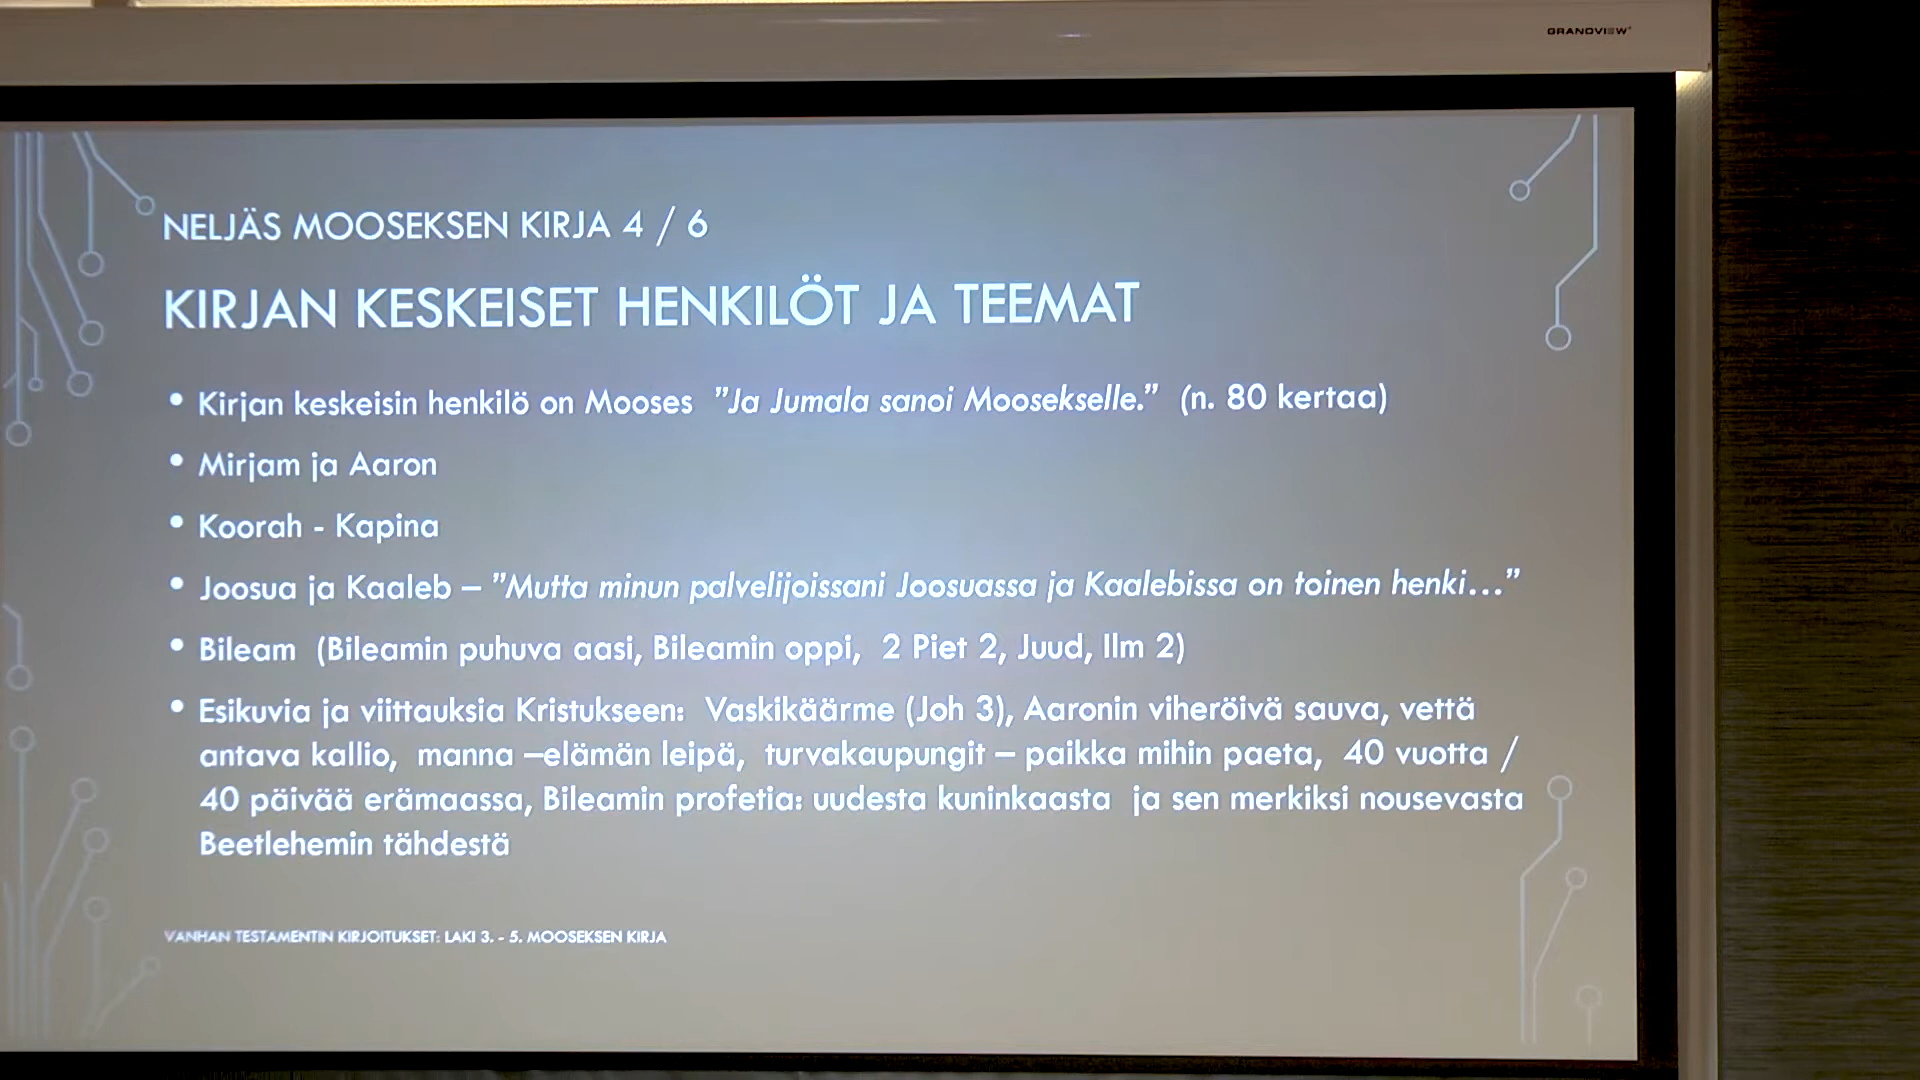 GRANDVIEW
NELJÄS MOOSEKSEN KIRJA 4 / 6
KIRJAN KESKEISET HENKILÖT JA TEEMAT
• Kirjan keskeisin henkilö on Mooses ”Ja Jumala sanoi Moosekselle.” (n. 80 kertaa)
• Mirjam ja Aaron
• Koorah - Kapina
• Joosua ja Kaaleb – ”Mutta minun palvelijoissani Joosuassa ja Kaalebissa on toinen henki…”
• Bileam (Bileamin puhuva aasi, Bileamin oppi, 2 Piet 2, Juud, Ilm 2)
• Esikuvia ja viittauksia Kristukseen: Vaskikäärme (Joh 3), Aaronin viheröivä sauva, vettä
antava kallio, manna –elämän leipä, turvakaupungit – paikka mihin paeta, 40 vuotta /
40 päivää erämaassa, Bileamin profetia: uudesta kuninkaasta ja sen merkiksi nousevasta
Beetlehemin tähdestä
VANHAN TESTAMENTIN KIRJOITUKSET: LAKI 3. - 5. MOOSEKSEN KIRJA